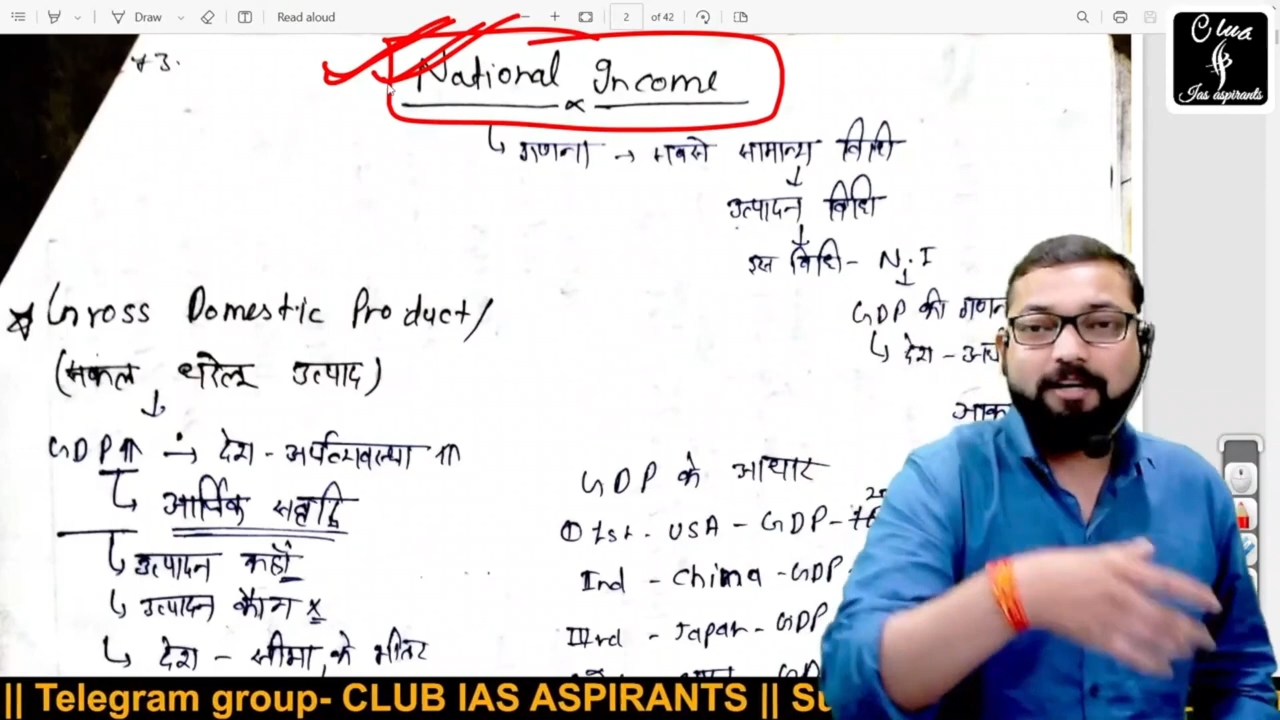 Draw
Read aloud
2 of 42
Club
Ias aspirants
National Income
गणना → सबसे सामान्य विधि
उत्पादन विधि
इस विधि - N.I
GDP की गणन
देश -
Gross Domestic Product/
(सकल घरेलू उत्पाद)
GDP⇈ → देश - अर्थव्यवस्था ⇈
आर्थिक
उत्पादन कहाँ
उत्पादन कौन x
देश - सीमा के भीतर
GDP के आधार
① 1st - USA - GDP -
IInd - China - GDP -
IIIrd - Japan - GDP
|| Telegram group- CLUB IAS ASPIRANTS || Su